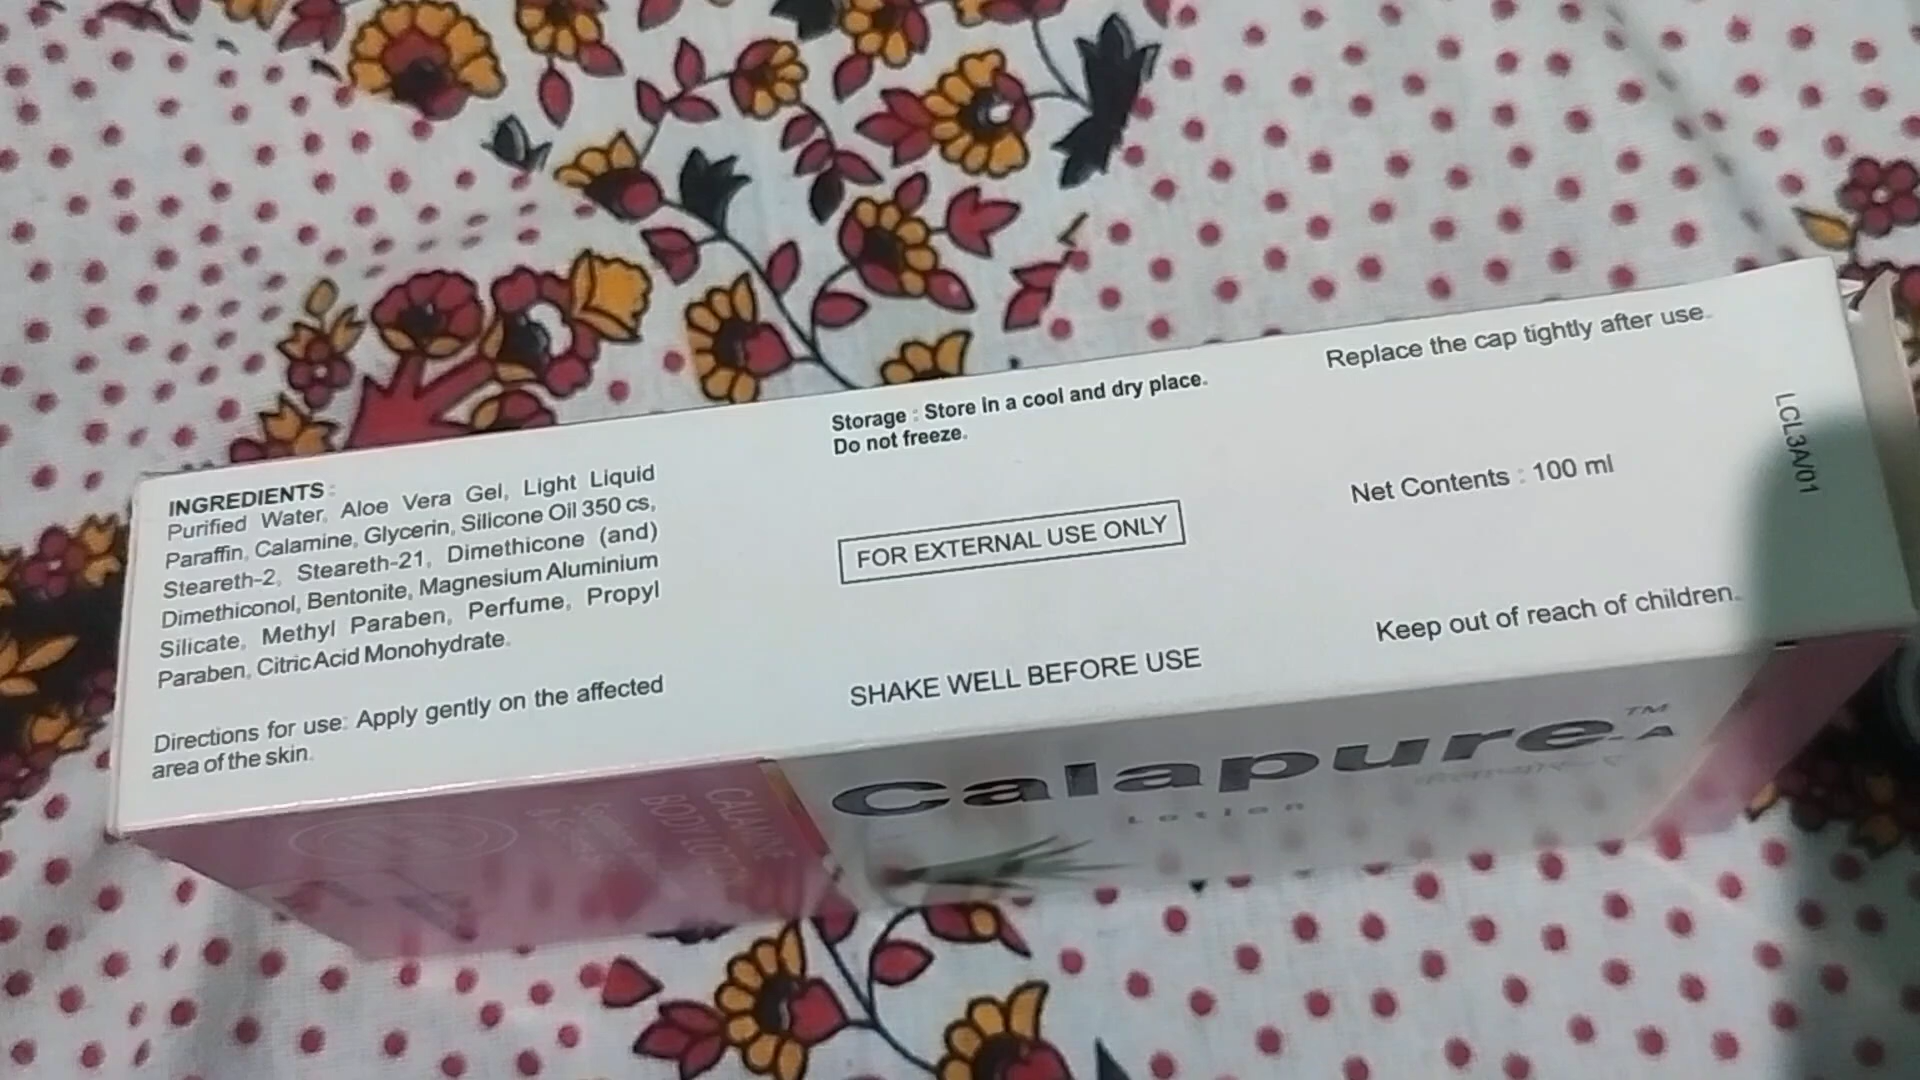 INGREDIENTS :
Purified Water, Aloe Vera Gel, Light Liquid
Paraffin, Calamine, Glycerin, Silicone Oil 350 cs,
Steareth-2, Steareth-21, Dimethicone (and)
Dimethiconol, Bentonite, Magnesium Aluminium
Silicate, Methyl Paraben, Perfume, Propyl
Paraben, Citric Acid Monohydrate.
Directions for use: Apply gently on the affected
area of the skin.
Storage : Store in a cool and dry place.
Do not freeze.
FOR EXTERNAL USE ONLY
SHAKE WELL BEFORE USE
Replace the cap tightly after use.
Net Contents : 100 ml
Keep out of reach of children.
LCL3A/01
Calapure-A™
Lotion
CALAMINE
BODY LOTION